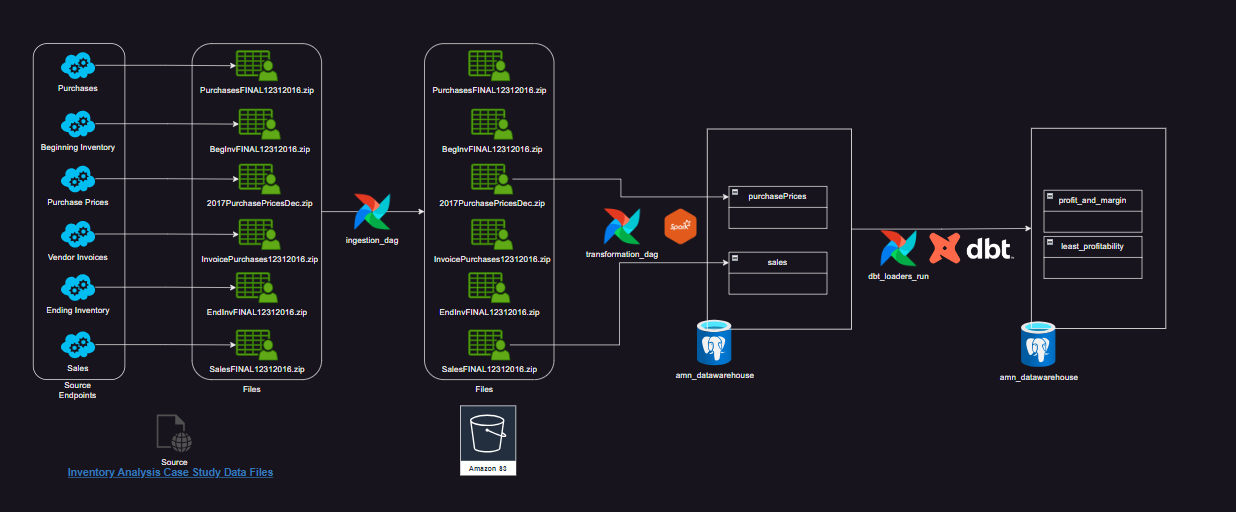 Purchases
Beginning Inventory
Purchase Prices
Vendor Invoices
Ending Inventory
Sales
Source
Endpoints
PurchasesFINAL12312016.zip
BegInvFINAL12312016.zip
2017PurchasePricesDec.zip
InvoicePurchases12312016.zip
EndInvFINAL12312016.zip
SalesFINAL12312016.zip
Files
ingestion_dag
PurchasesFINAL12312016.zip
BegInvFINAL12312016.zip
2017PurchasePricesDec.zip
InvoicePurchases12312016.zip
EndInvFINAL12312016.zip
SalesFINAL12312016.zip
Files
Amazon S3
Source
Inventory Analysis Case Study Data Files
transformation_dag
Spark
purchasePrices
sales
amn_datawarehouse
dbt_loaders_run
dbt
profit_and_margin
least_profitability
amn_datawarehouse